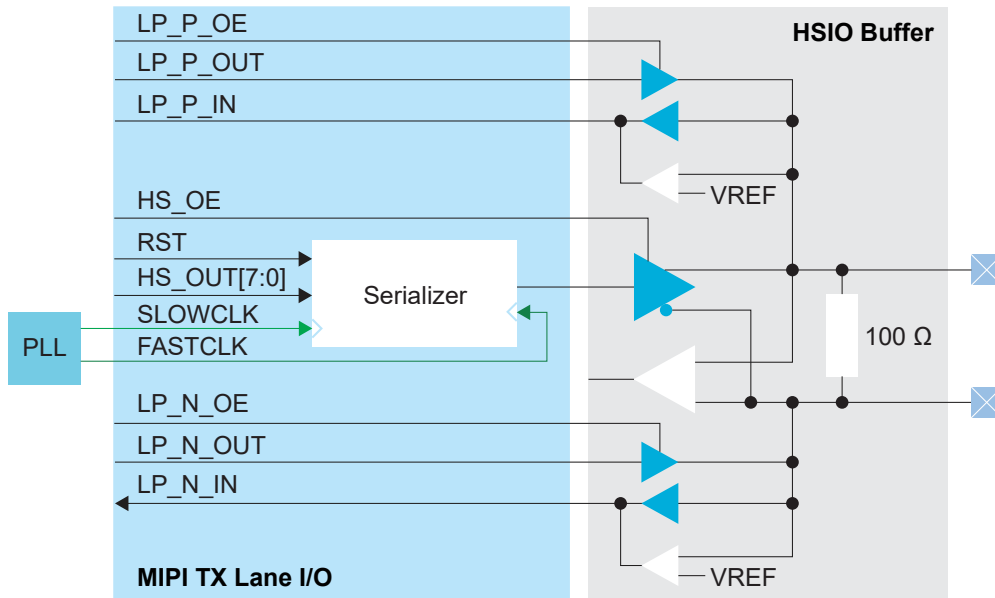 LP_P_OE
HSIO Buffer
LP_P_OUT
LP_P_IN
VREF
HS_OE
RST
HS_OUT[7:0]
Serializer
SLOWCLK
PLL
FASTCLK
100 Ω
LP_N_OE
LP_N_OUT
LP_N_IN
MIPI TX Lane I/O
VREF